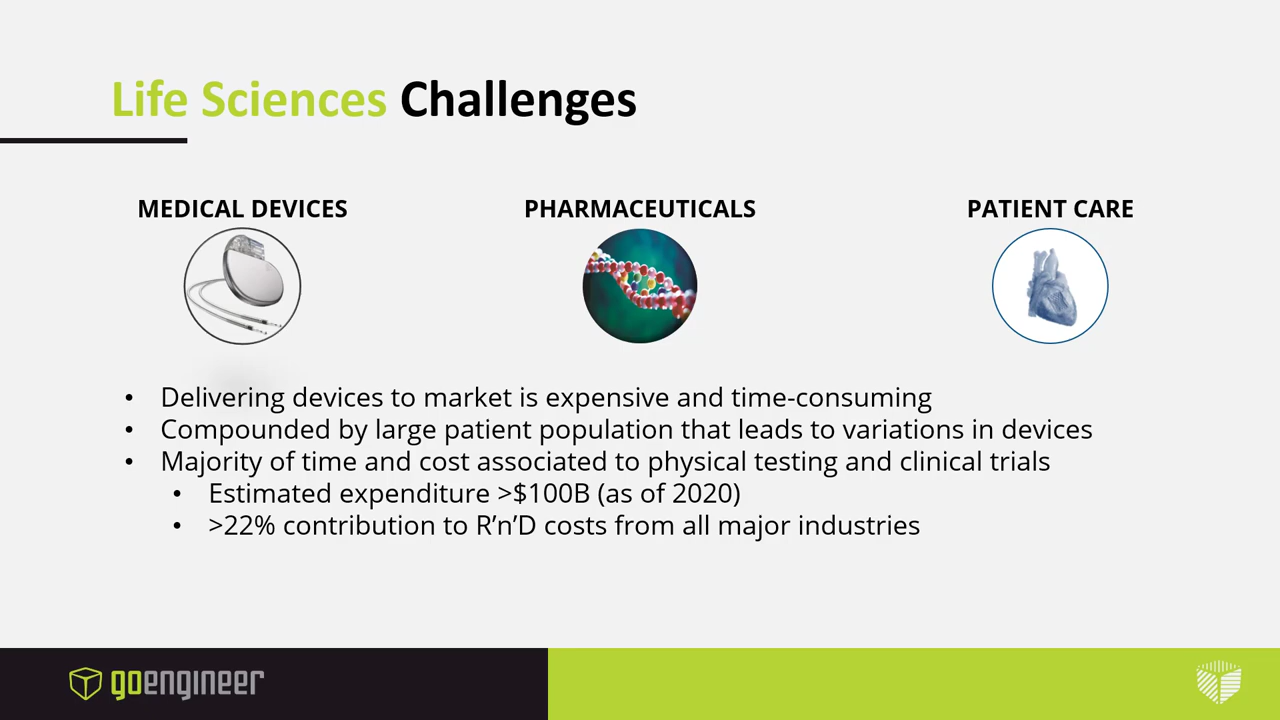 Life Sciences Challenges
MEDICAL DEVICES
PHARMACEUTICALS
PATIENT CARE
• Delivering devices to market is expensive and time-consuming
• Compounded by large patient population that leads to variations in devices
• Majority of time and cost associated to physical testing and clinical trials
• Estimated expenditure >$100B (as of 2020)
• >22% contribution to R’n’D costs from all major industries
goengineer